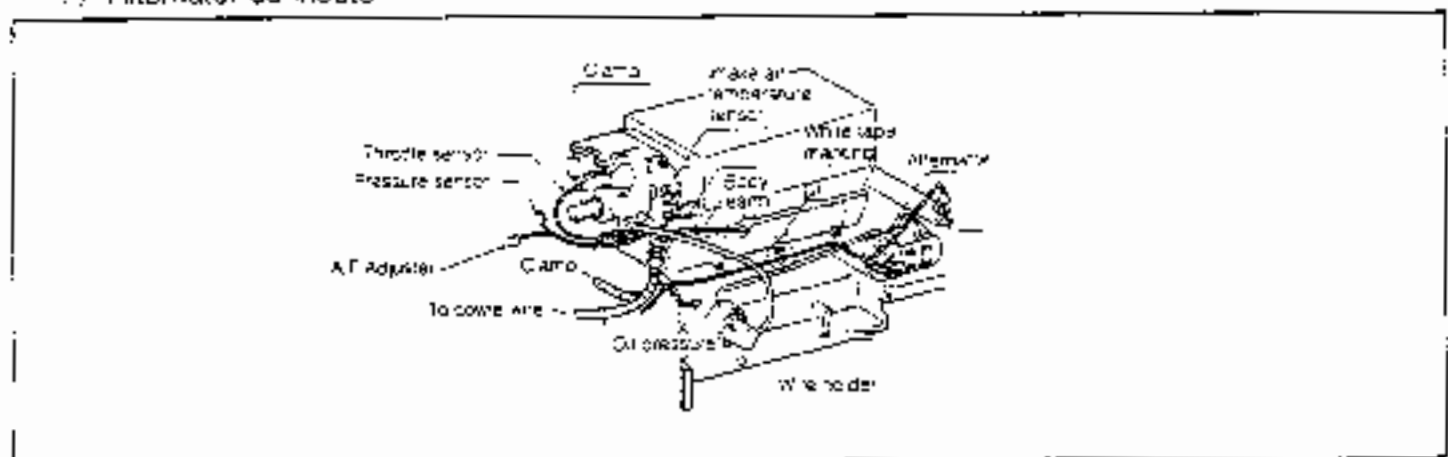 Clamp
Intake air
temperature
sensor
White tape
marking
Throttle sensor
Alternator
Pressure sensor
Body
earth
A/F Adjuster
Clamp
To cowl wire
Oil pressure
Wire holder